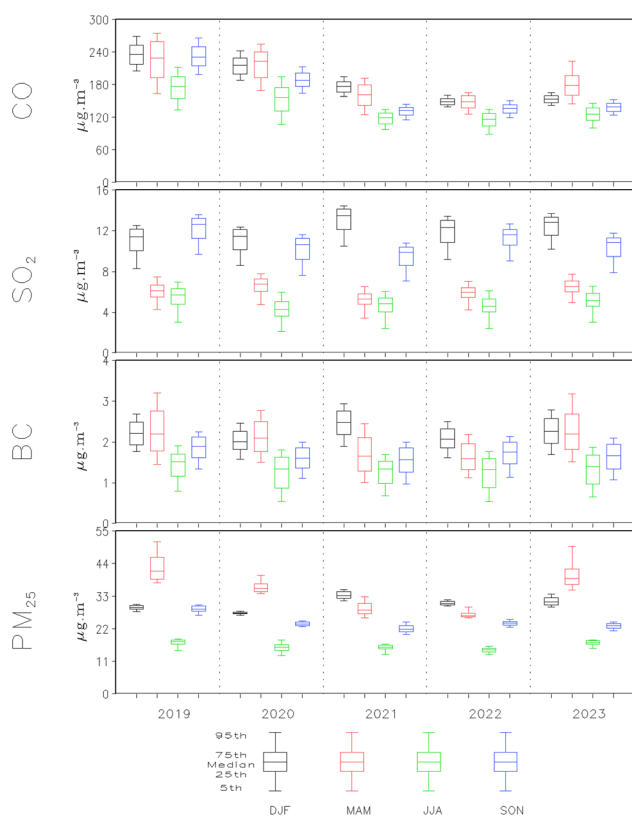 CO
μg.m⁻³
300
240
180
120
60
0
SO₂
μg.m⁻³
16
12
8
4
0
BC
μg.m⁻³
4
3
2
1
0
PM₂₅
μg.m⁻³
55
44
33
22
11
0
2019 2020 2021 2022 2023
95th
75th
Median
25th
5th
DJF MAM JJA SON